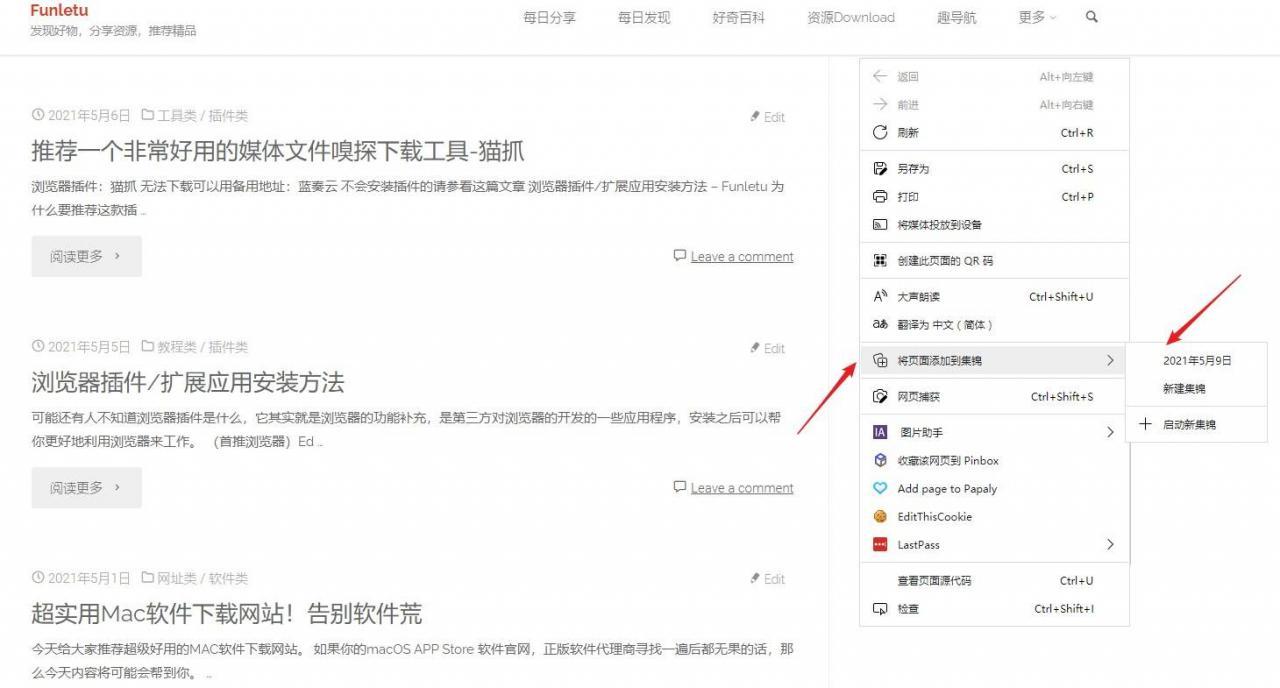 Funletu
发现好物，分享资源，推荐精品
每日分享 每日发现 好奇百科 资源Download 趣导航 更多
2021年5月6日 工具类 / 插件类 Edit
推荐一个非常好用的媒体文件嗅探下载工具-猫抓
浏览器插件：猫抓 无法下载可以用备用地址：蓝奏云 不会安装插件的请参看这篇文章 浏览器插件/扩展应用安装方法 – Funletu 为
什么要推荐这款插 ...
阅读更多 Leave a comment
2021年5月5日 教程类 / 插件类 Edit
浏览器插件/扩展应用安装方法
可能还有人不知道浏览器插件是什么，它其实就是浏览器的功能补充，是第三方对浏览器的开发的一些应用程序，安装之后可以帮
你更好地利用浏览器来工作。 （首推浏览器）Ed ...
阅读更多 Leave a comment
2021年5月1日 网址类 / 软件类 Edit
超实用Mac软件下载网站！告别软件荒
今天给大家推荐超级好用的MAC软件下载网站。 如果你的macOS APP Store 软件官网，正版软件代理商寻找一遍后都无果的话，那
么今天内容将可能会帮到你。 ...
返回 Alt+向左键
前进 Alt+向右键
刷新 Ctrl+R
另存为 Ctrl+S
打印 Ctrl+P
将媒体投放到设备
创建此页面的 QR 码
大声朗读 Ctrl+Shift+U
翻译为 中文（简体）
将页面添加到集锦
网页捕获 Ctrl+Shift+S
图片助手
收藏该网页到 Pinbox
Add page to Papaly
EditThisCookie
LastPass
查看页面源代码 Ctrl+U
检查 Ctrl+Shift+I
2021年5月9日
新建集锦
启动新集锦